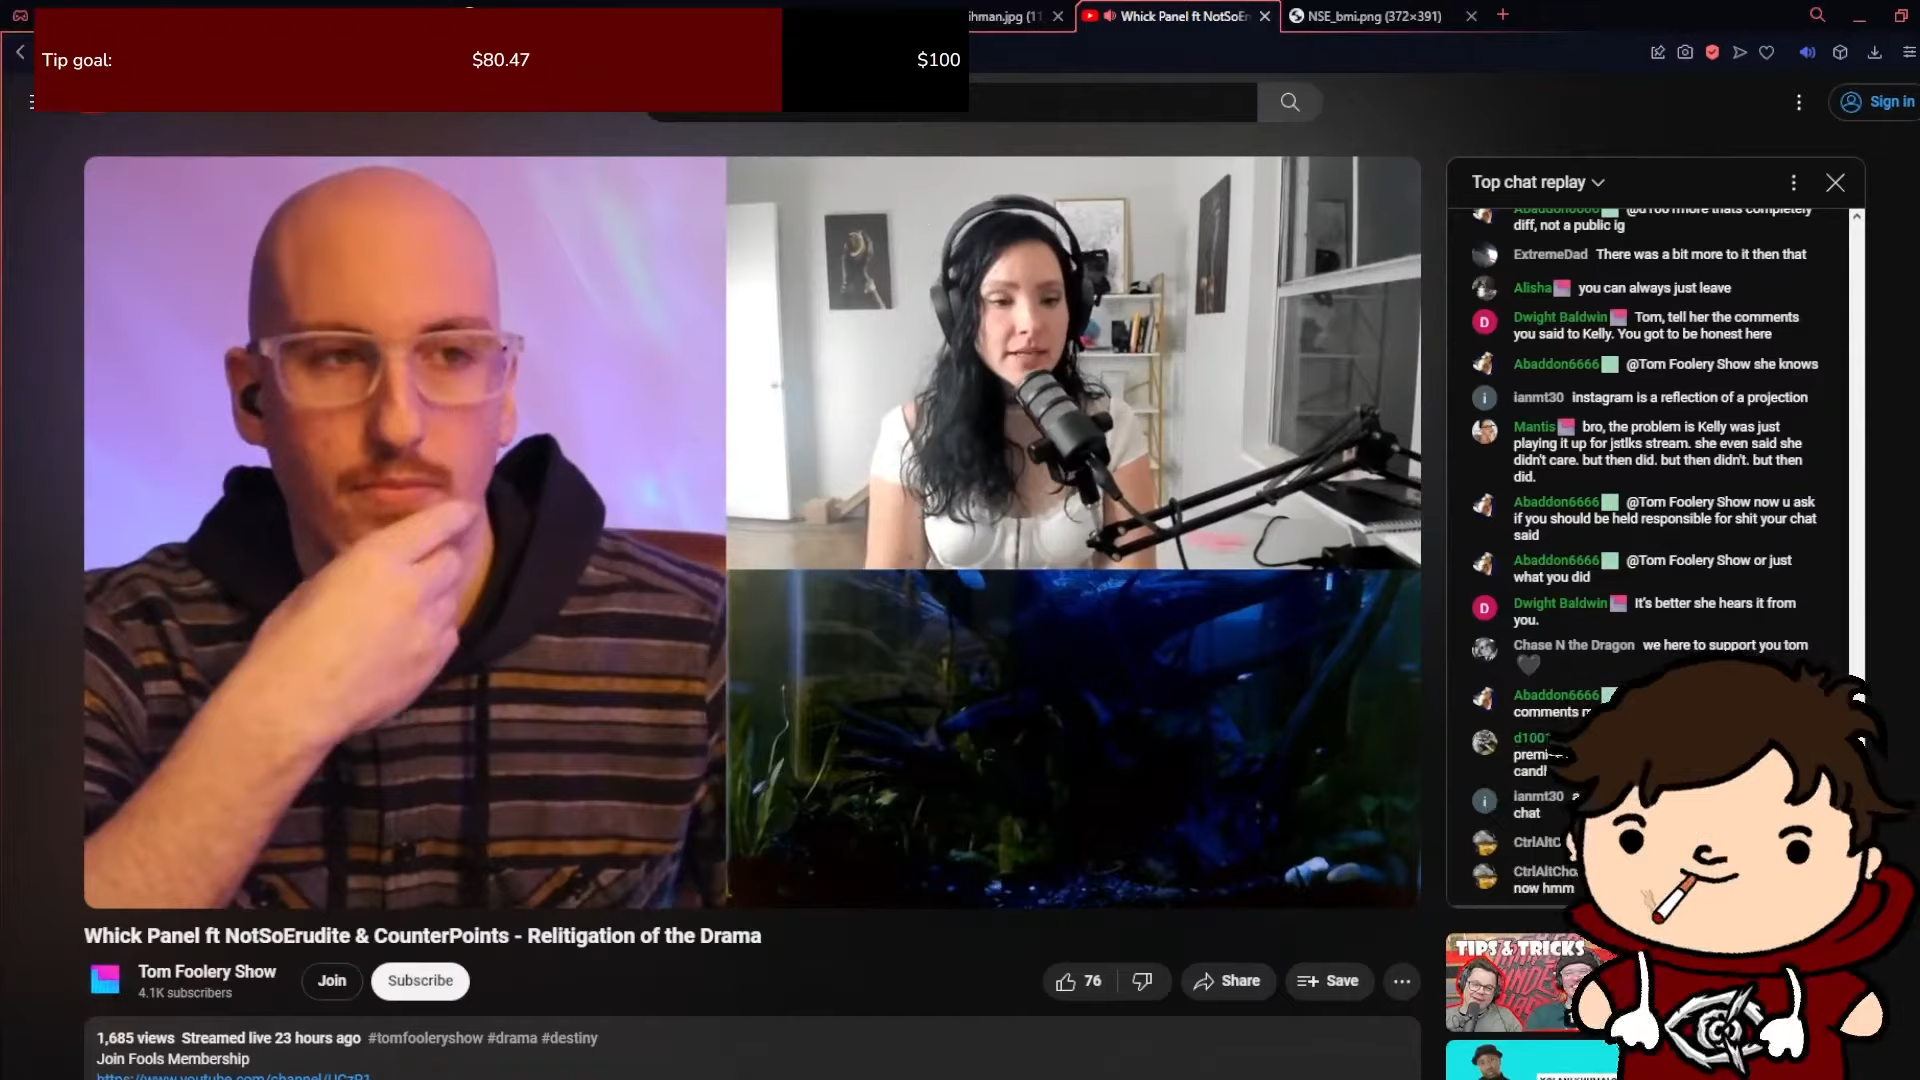 Tip goal:
$80.47
$100
ihman.jpg (11
Whick Panel ft NotSoEr
NSE_bmi.png (372×391)
Sign in
Top chat replay
diff, not a public ig
ExtremeDad There was a bit more to it then that
Alisha you can always just leave
D
Dwight Baldwin Tom, tell her the comments
you said to Kelly. You got to be honest here
Abaddon6666 @Tom Foolery Show she knows
i
ianmt30 instagram is a reflection of a projection
Mantis bro, the problem is Kelly was just
playing it up for jstlks stream. she even said she
didn't care. but then did. but then didn't. but then
did.
Abaddon6666 @Tom Foolery Show now u ask
if you should be held responsible for shit your chat
said
Abaddon6666 @Tom Foolery Show or just
what you did
D
Dwight Baldwin It's better she hears it from
you.
Chase N the Dragon we here to support you tom
Abaddon6666
comments
d100
premi
i
ianmt30
chat
CtrlAltC
CtrlAltCho
now hmm
Whick Panel ft NotSoErudite & CounterPoints - Relitigation of the Drama
Tom Foolery Show
4.1K subscribers
Join
Subscribe
76
Share
Save
TIPS & TRICKS
1,685 views Streamed live 23 hours ago #tomfooleryshow #drama #destiny
Join Fools Membership